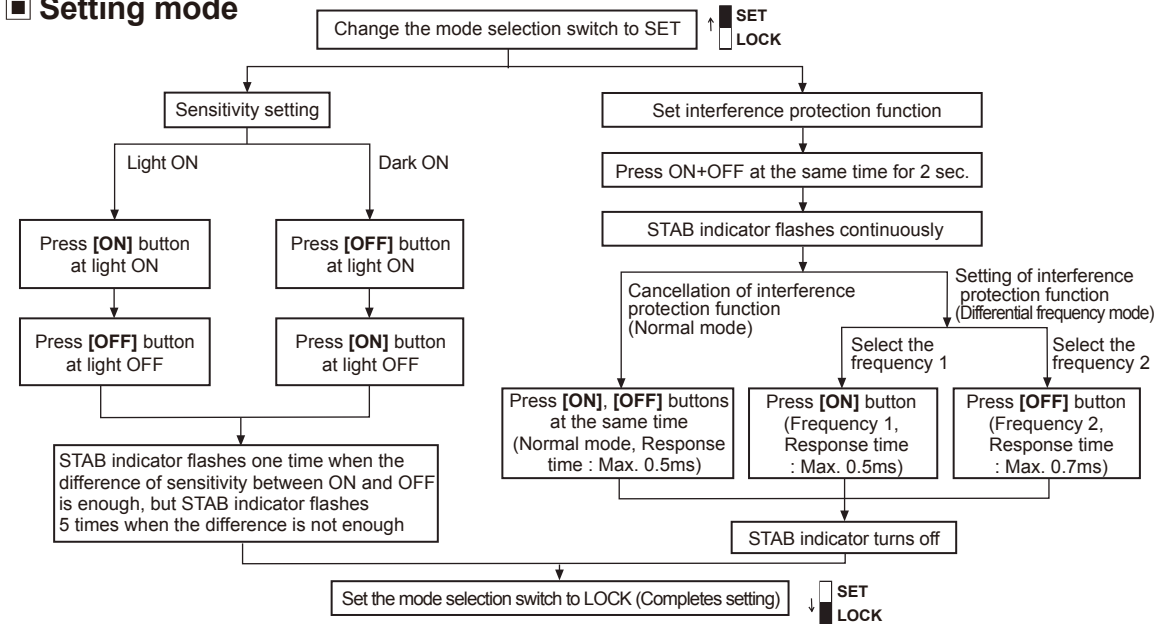 Setting mode
Change the mode selection switch to SET
↑
SET
LOCK
Sensitivity setting
Light ON
Dark ON
Press [ON] button
at light ON
Press [OFF] button
at light ON
Press [OFF] button
at light OFF
Press [ON] button
at light OFF
STAB indicator flashes one time when the
difference of sensitivity between ON and OFF
is enough, but STAB indicator flashes
5 times when the difference is not enough
Set interference protection function
Press ON+OFF at the same time for 2 sec.
STAB indicator flashes continuously
Cancellation of interference
protection function
(Normal mode)
Setting of interference
protection function
(Differential frequency mode)
Select the
frequency 1
Select the
frequency 2
Press [ON], [OFF] buttons
at the same time
(Normal mode, Response
time : Max. 0.5ms)
Press [ON] button
(Frequency 1,
Response time
: Max. 0.5ms)
Press [OFF] button
(Frequency 2,
Response time
: Max. 0.7ms)
STAB indicator turns off
Set the mode selection switch to LOCK (Completes setting)
↓
SET
LOCK